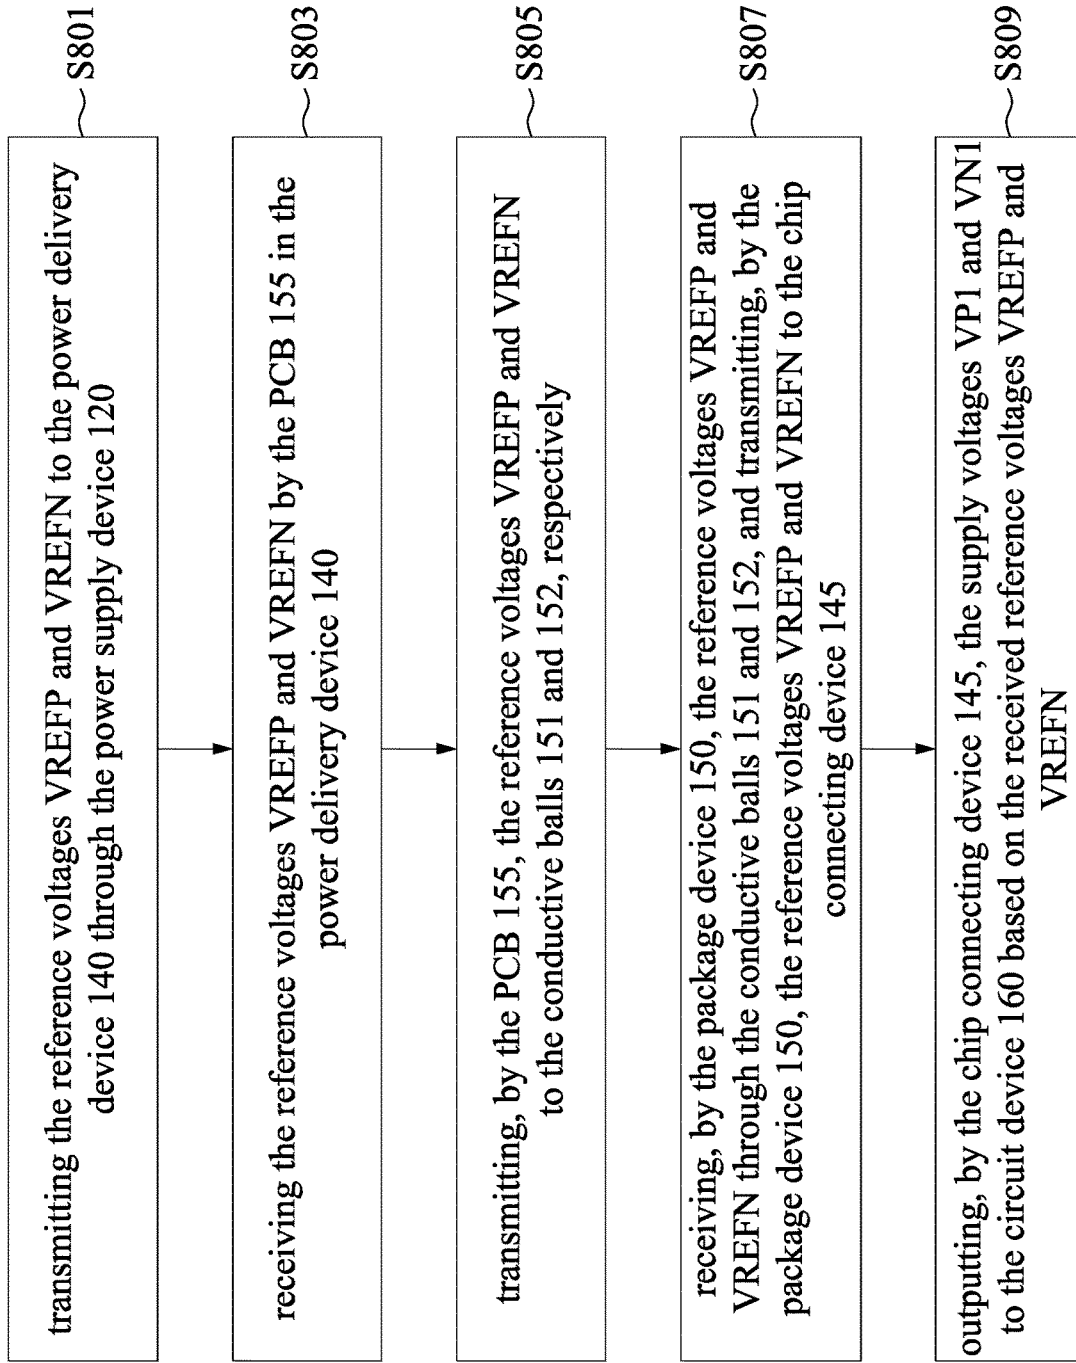 transmitting the reference voltages VREFP and VREFN to the power delivery
device 140 through the power supply device 120
S801
receiving the reference voltages VREFP and VREFN by the PCB 155 in the
power delivery device 140
S803
transmitting, by the PCB 155, the reference voltages VREFP and VREFN
to the conductive balls 151 and 152, respectively
S805
receiving, by the package device 150, the reference voltages VREFP and
VREFN through the conductive balls 151 and 152, and transmitting, by the
package device 150, the reference voltages VREFP and VREFN to the chip
connecting device 145
S807
outputting, by the chip connecting device 145, the supply voltages VP1 and VN1
to the circuit device 160 based on the received reference voltages VREFP and
VREFN
S809